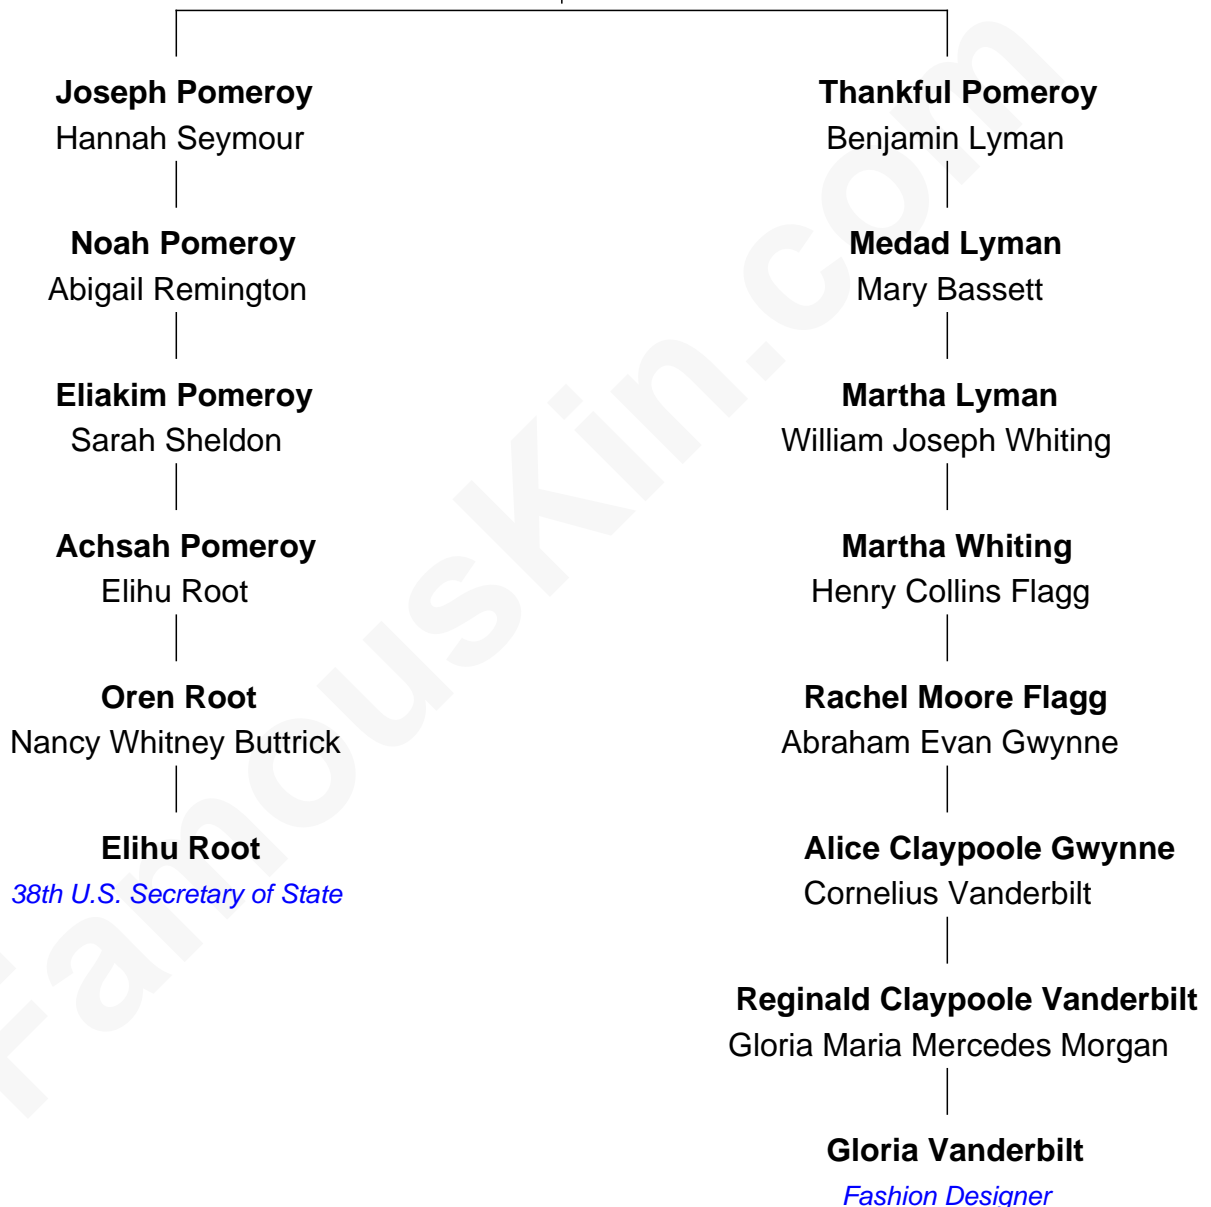 Joseph Pomeroy
Hannah Seymour
Noah Pomeroy
Abigail Remington
Eliakim Pomeroy
Sarah Sheldon
Achsah Pomeroy
Elihu Root
Oren Root
Nancy Whitney Buttrick
Elihu Root
38th U.S. Secretary of State
Thankful Pomeroy
Benjamin Lyman
Medad Lyman
Mary Bassett
Martha Lyman
William Joseph Whiting
Martha Whiting
Henry Collins Flagg
Rachel Moore Flagg
Abraham Evan Gwynne
Alice Claypoole Gwynne
Cornelius Vanderbilt
Reginald Claypoole Vanderbilt
Gloria Maria Mercedes Morgan
Gloria Vanderbilt
Fashion Designer
FamousKin.com